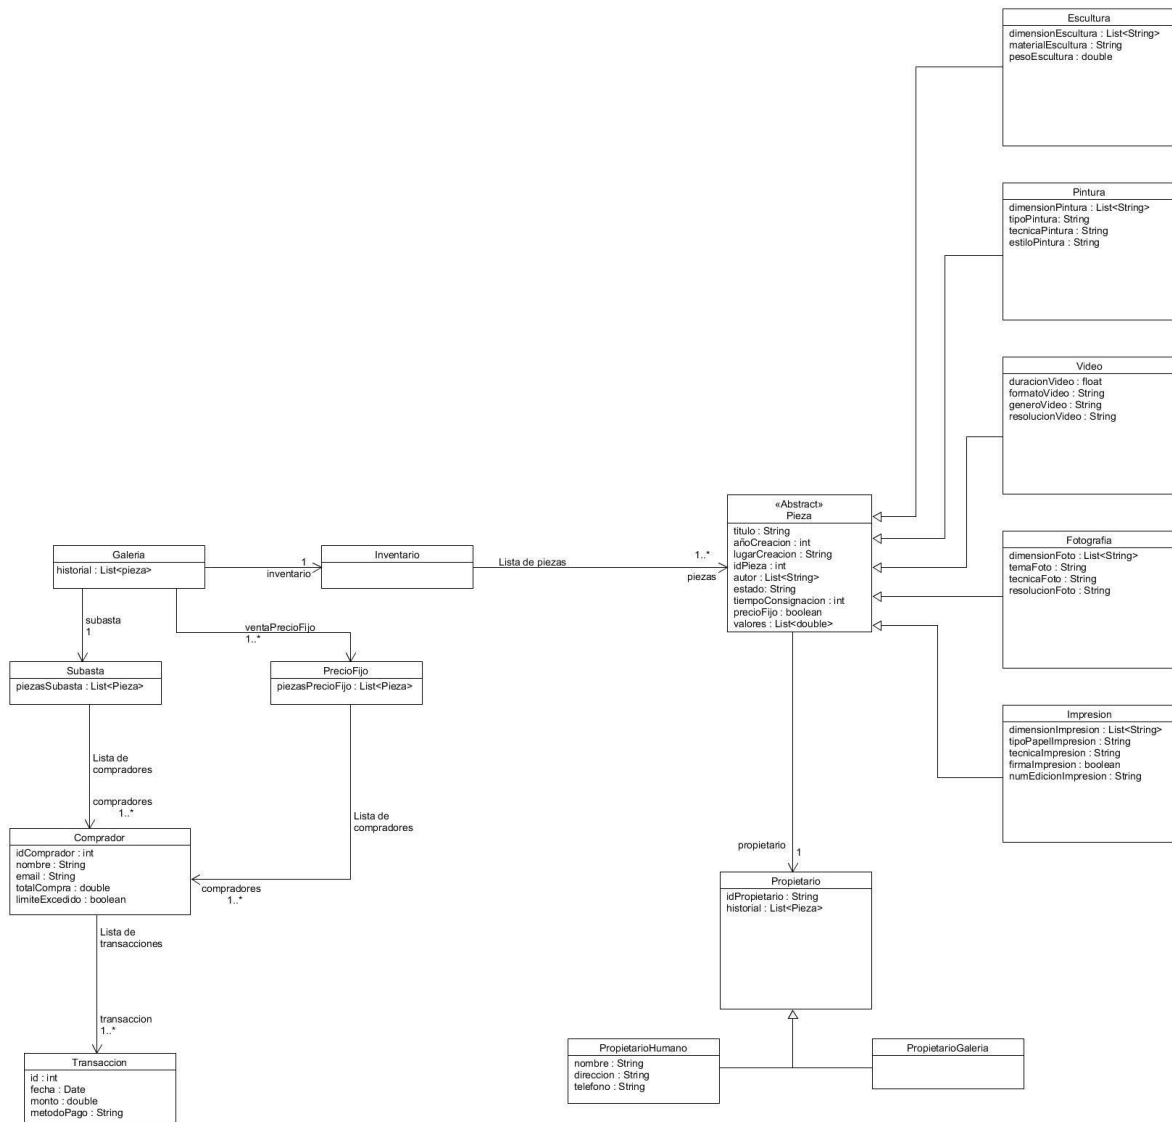 Escultura
dimensionEscultura : List<String>
materialEscultura : String
pesoEscultura : double
Pintura
dimensionPintura : List<String>
tipoPintura: String
tecnicaPintura : String
estiloPintura : String
Video
duracionVideo : float
formatoVideo : String
generoVideo : String
resolucionVideo : String
«Abstract»
Pieza
titulo : String
añoCreacion : int
lugarCreacion : String
idPieza : int
autor : List<String>
estado: String
tiempoConsignacion : int
precioFijo : boolean
valores : List<double>
Galeria
historial : List<pieza>
1
inventario
Inventario
Lista de piezas
1..*
piezas
Fotografia
dimensionFoto : List<String>
temaFoto : String
tecnicaFoto : String
resolucionFoto : String
subasta
1
ventaPrecioFijo
1..*
Subasta
piezasSubasta : List<Pieza>
PrecioFijo
piezasPrecioFijo : List<Pieza>
Impresion
dimensionImpresion : List<String>
tipoPapelImpresion : String
tecnicaImpresion : String
firmaImpresion : boolean
numEdicionImpresion : String
Lista de
compradores
compradores
1..*
Lista de
compradores
Comprador
idComprador : int
nombre : String
email : String
totalCompra : double
limiteExcedido : boolean
compradores
1..*
propietario
1
Propietario
idPropietario : String
historial : List<Pieza>
Lista de
transacciones
transaccion
1..*
Transaccion
id : int
fecha : Date
monto : double
metodoPago : String
PropietarioHumano
nombre : String
direccion : String
telefono : String
PropietarioGaleria